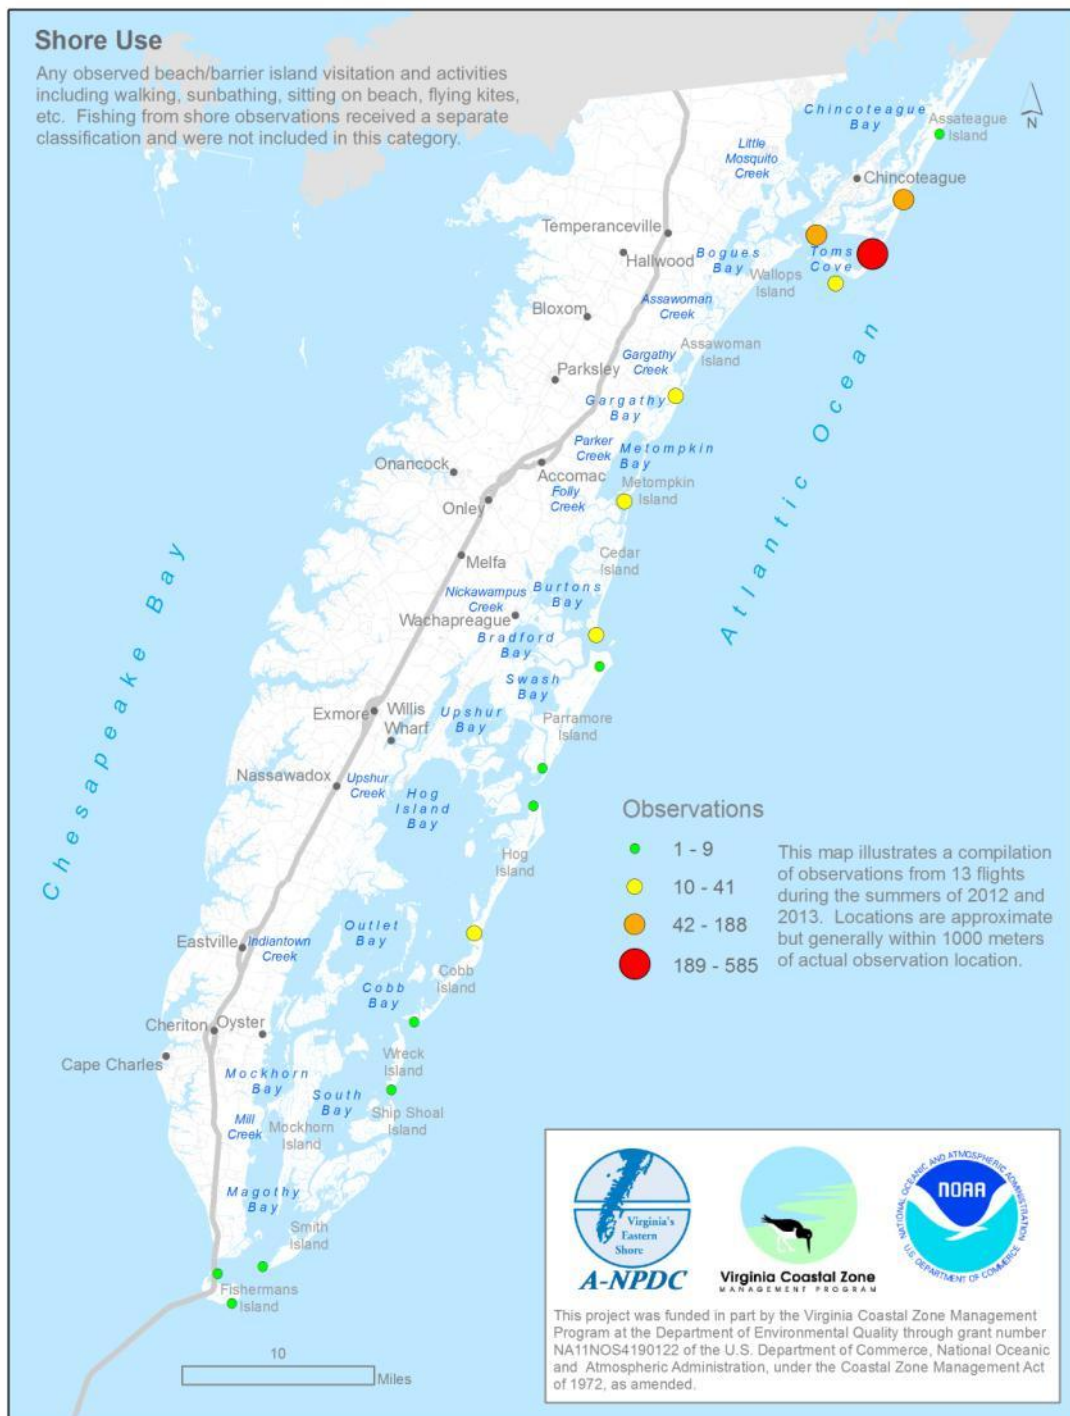 Shore Use
Any observed beach/barrier island visitation and activities
including walking, sunbathing, sitting on beach, flying kites,
etc. Fishing from shore observations received a separate
classification and were not included in this category.
Chincoteague
Bay
Assateague
Island
N
Little
Mosquito
Creek
Chincoteague
Temperanceville
Hallwood
Bogues
Bay
Toms
Cove
Wallops
Island
Bloxom
Assawoman
Creek
Assawoman
Island
Gargathy
Creek
Parksley
Gargathy
Bay
Parker
Creek
Metompkin
Bay
Onancock
Accomac
Metompkin
Island
Folly
Creek
Onley
Atlantic Ocean
Chesapeake Bay
Cedar
Island
Melfa
Nickawampus
Creek
Burtons
Bay
Wachapreague
Bradford
Bay
Swash
Bay
Exmore
Willis
Wharf
Upshur
Bay
Parramore
Island
Nassawadox
Upshur
Creek
Hog
Island
Bay
Hog
Island
Observations
1 - 9
10 - 41
42 - 188
189 - 585
This map illustrates a compilation
of observations from 13 flights
during the summers of 2012 and
2013. Locations are approximate
but generally within 1000 meters
of actual observation location.
Outlet
Bay
Eastville
Indiantown
Creek
Cobb
Island
Cobb
Bay
Cheriton
Oyster
Cape Charles
Wreck
Island
Mockhorn
Bay
South
Bay
Ship Shoal
Island
Mill
Creek
Mockhorn
Island
Magothy
Bay
Smith
Island
Fishermans
Island
10
Miles
Virginia's
Eastern
Shore
A-NPDC
Virginia Coastal Zone
MANAGEMENT PROGRAM
NATIONAL OCEANIC AND ATMOSPHERIC ADMINISTRATION
NOAA
U.S. DEPARTMENT OF COMMERCE
This project was funded in part by the Virginia Coastal Zone Management
Program at the Department of Environmental Quality through grant number
NA11NOS4190122 of the U.S. Department of Commerce, National Oceanic
and Atmospheric Administration, under the Coastal Zone Management Act
of 1972, as amended.